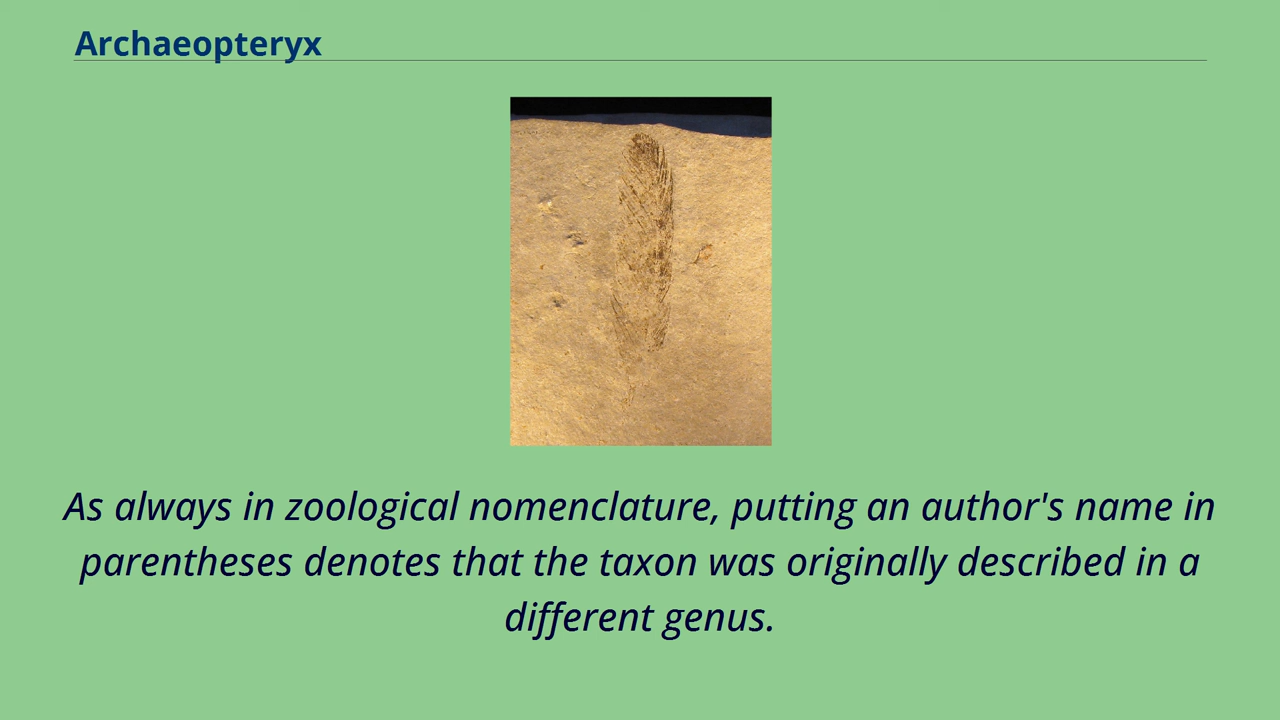 Archaeopteryx
As always in zoological nomenclature, putting an author's name in
parentheses denotes that the taxon was originally described in a
different genus.